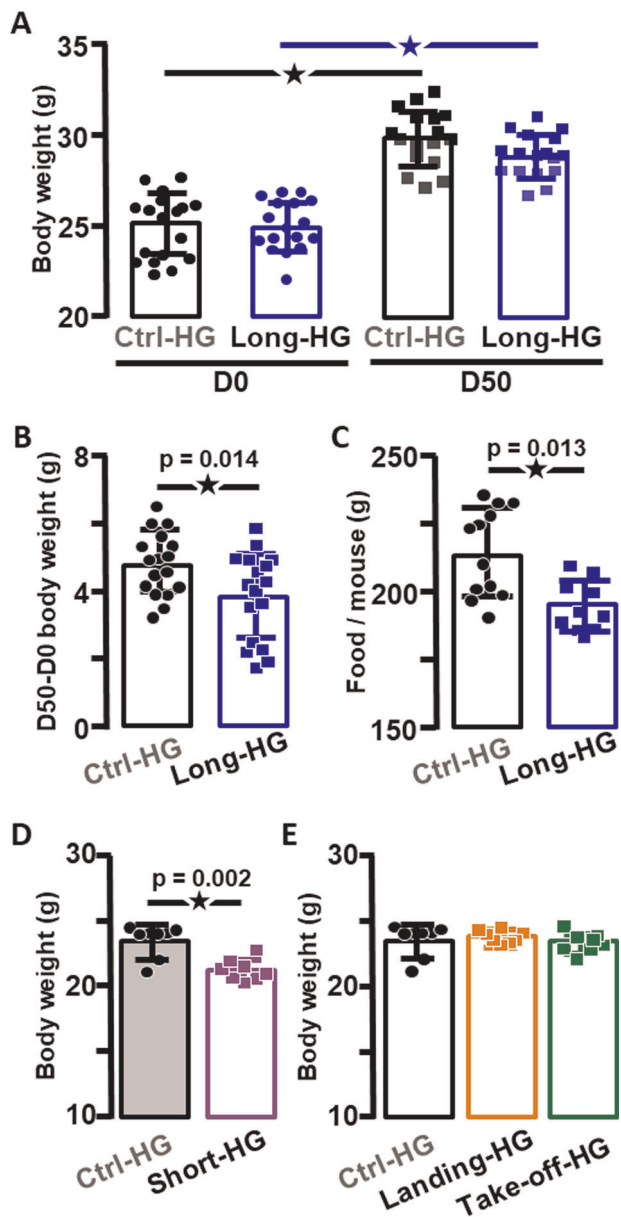 A
Body weight (g)
35
30
25
20
Ctrl-HG Long-HG Ctrl-HG Long-HG
D0 D50
B
D50-D0 body weight (g)
8
4
0
p = 0.014
Ctrl-HG Long-HG
C
Food / mouse (g)
250
200
150
p = 0.013
Ctrl-HG Long-HG
D
Body weight (g)
30
20
10
p = 0.002
Ctrl-HG Short-HG
E
Body weight (g)
30
20
10
Ctrl-HG Landing-HG Take-off-HG